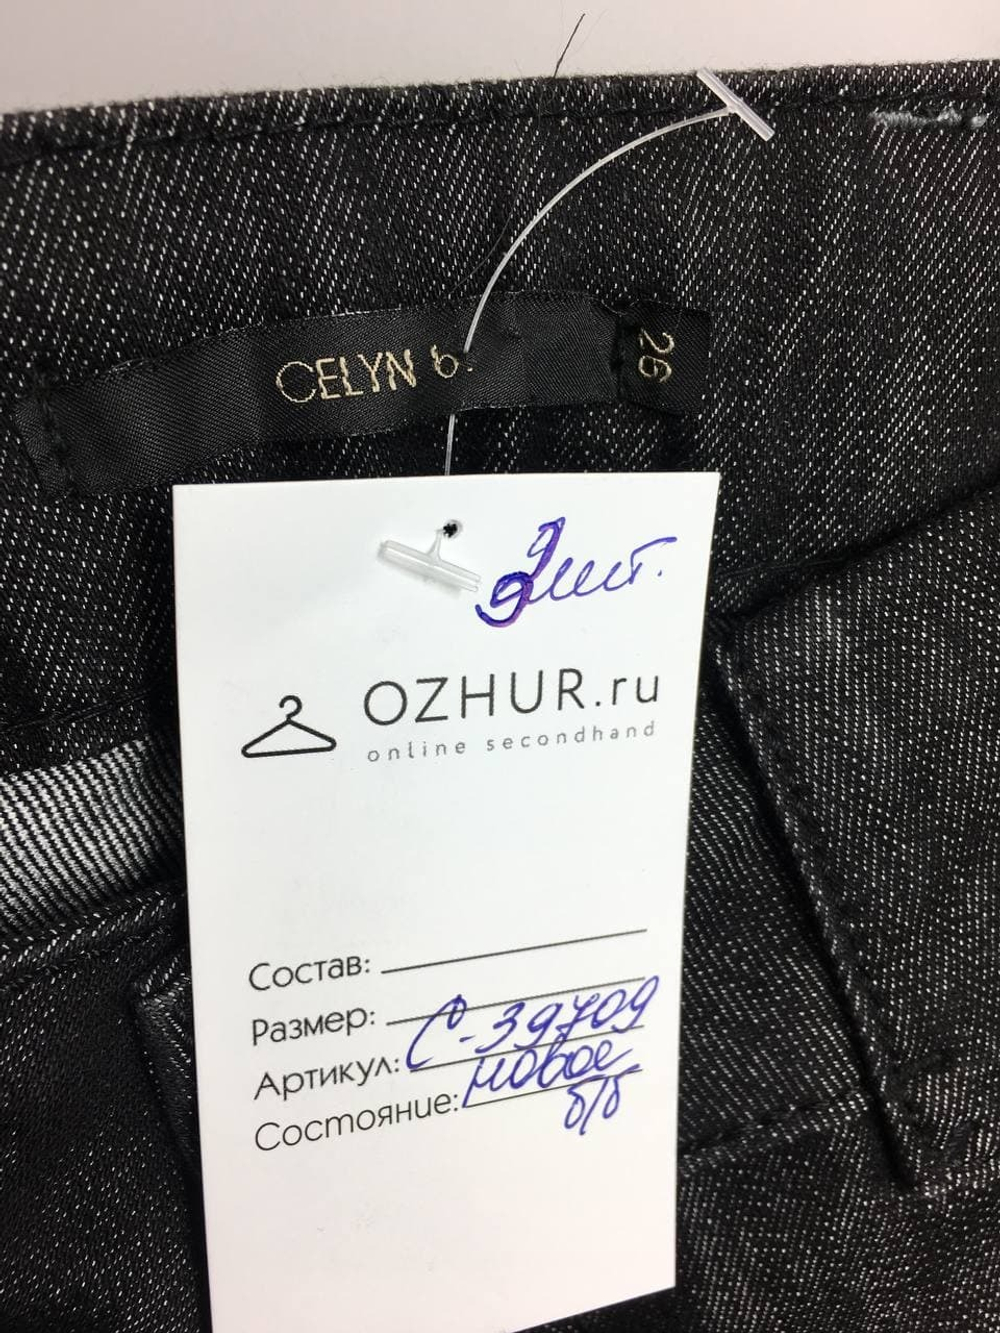 CELYN b.
26
Элит.
OZHUR.ru
online secondhand
Состав:
Размер:
Артикул: С-39709
Состояние: новое
б/б